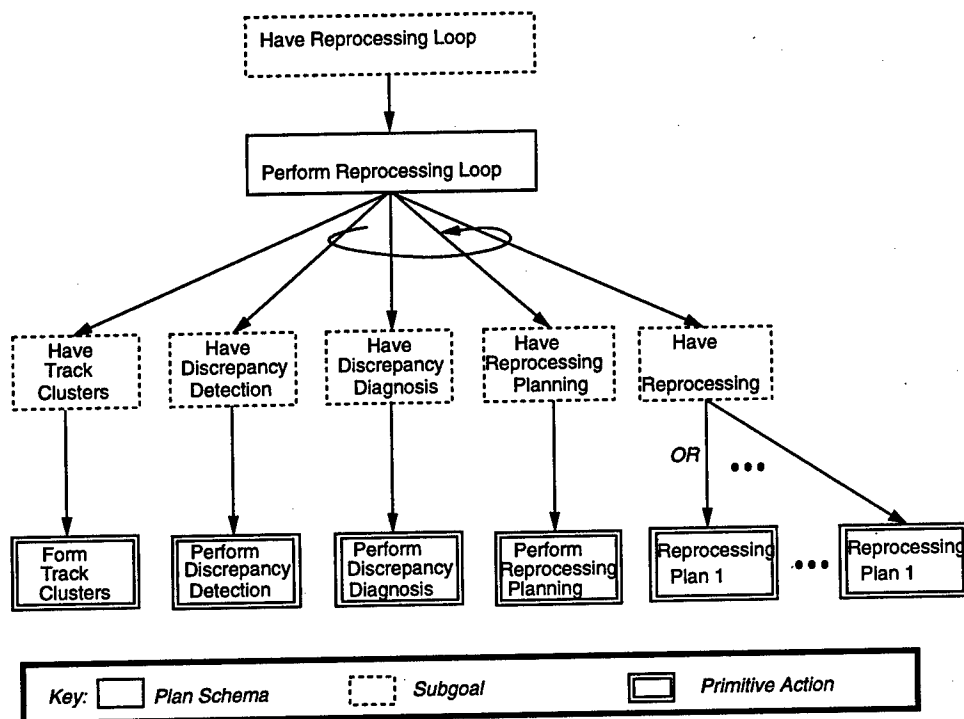 Have Reprocessing Loop
Perform Reprocessing Loop
Have
Track
Clusters
Have
Discrepancy
Detection
Have
Discrepancy
Diagnosis
Have
Reprocessing
Planning
Have
Reprocessing
OR
Form
Track
Clusters
Perform
Discrepancy
Detection
Perform
Discrepancy
Diagnosis
Perform
Reprocessing
Planning
Reprocessing
Plan 1
Reprocessing
Plan 1
Key: Plan Schema Subgoal Primitive Action